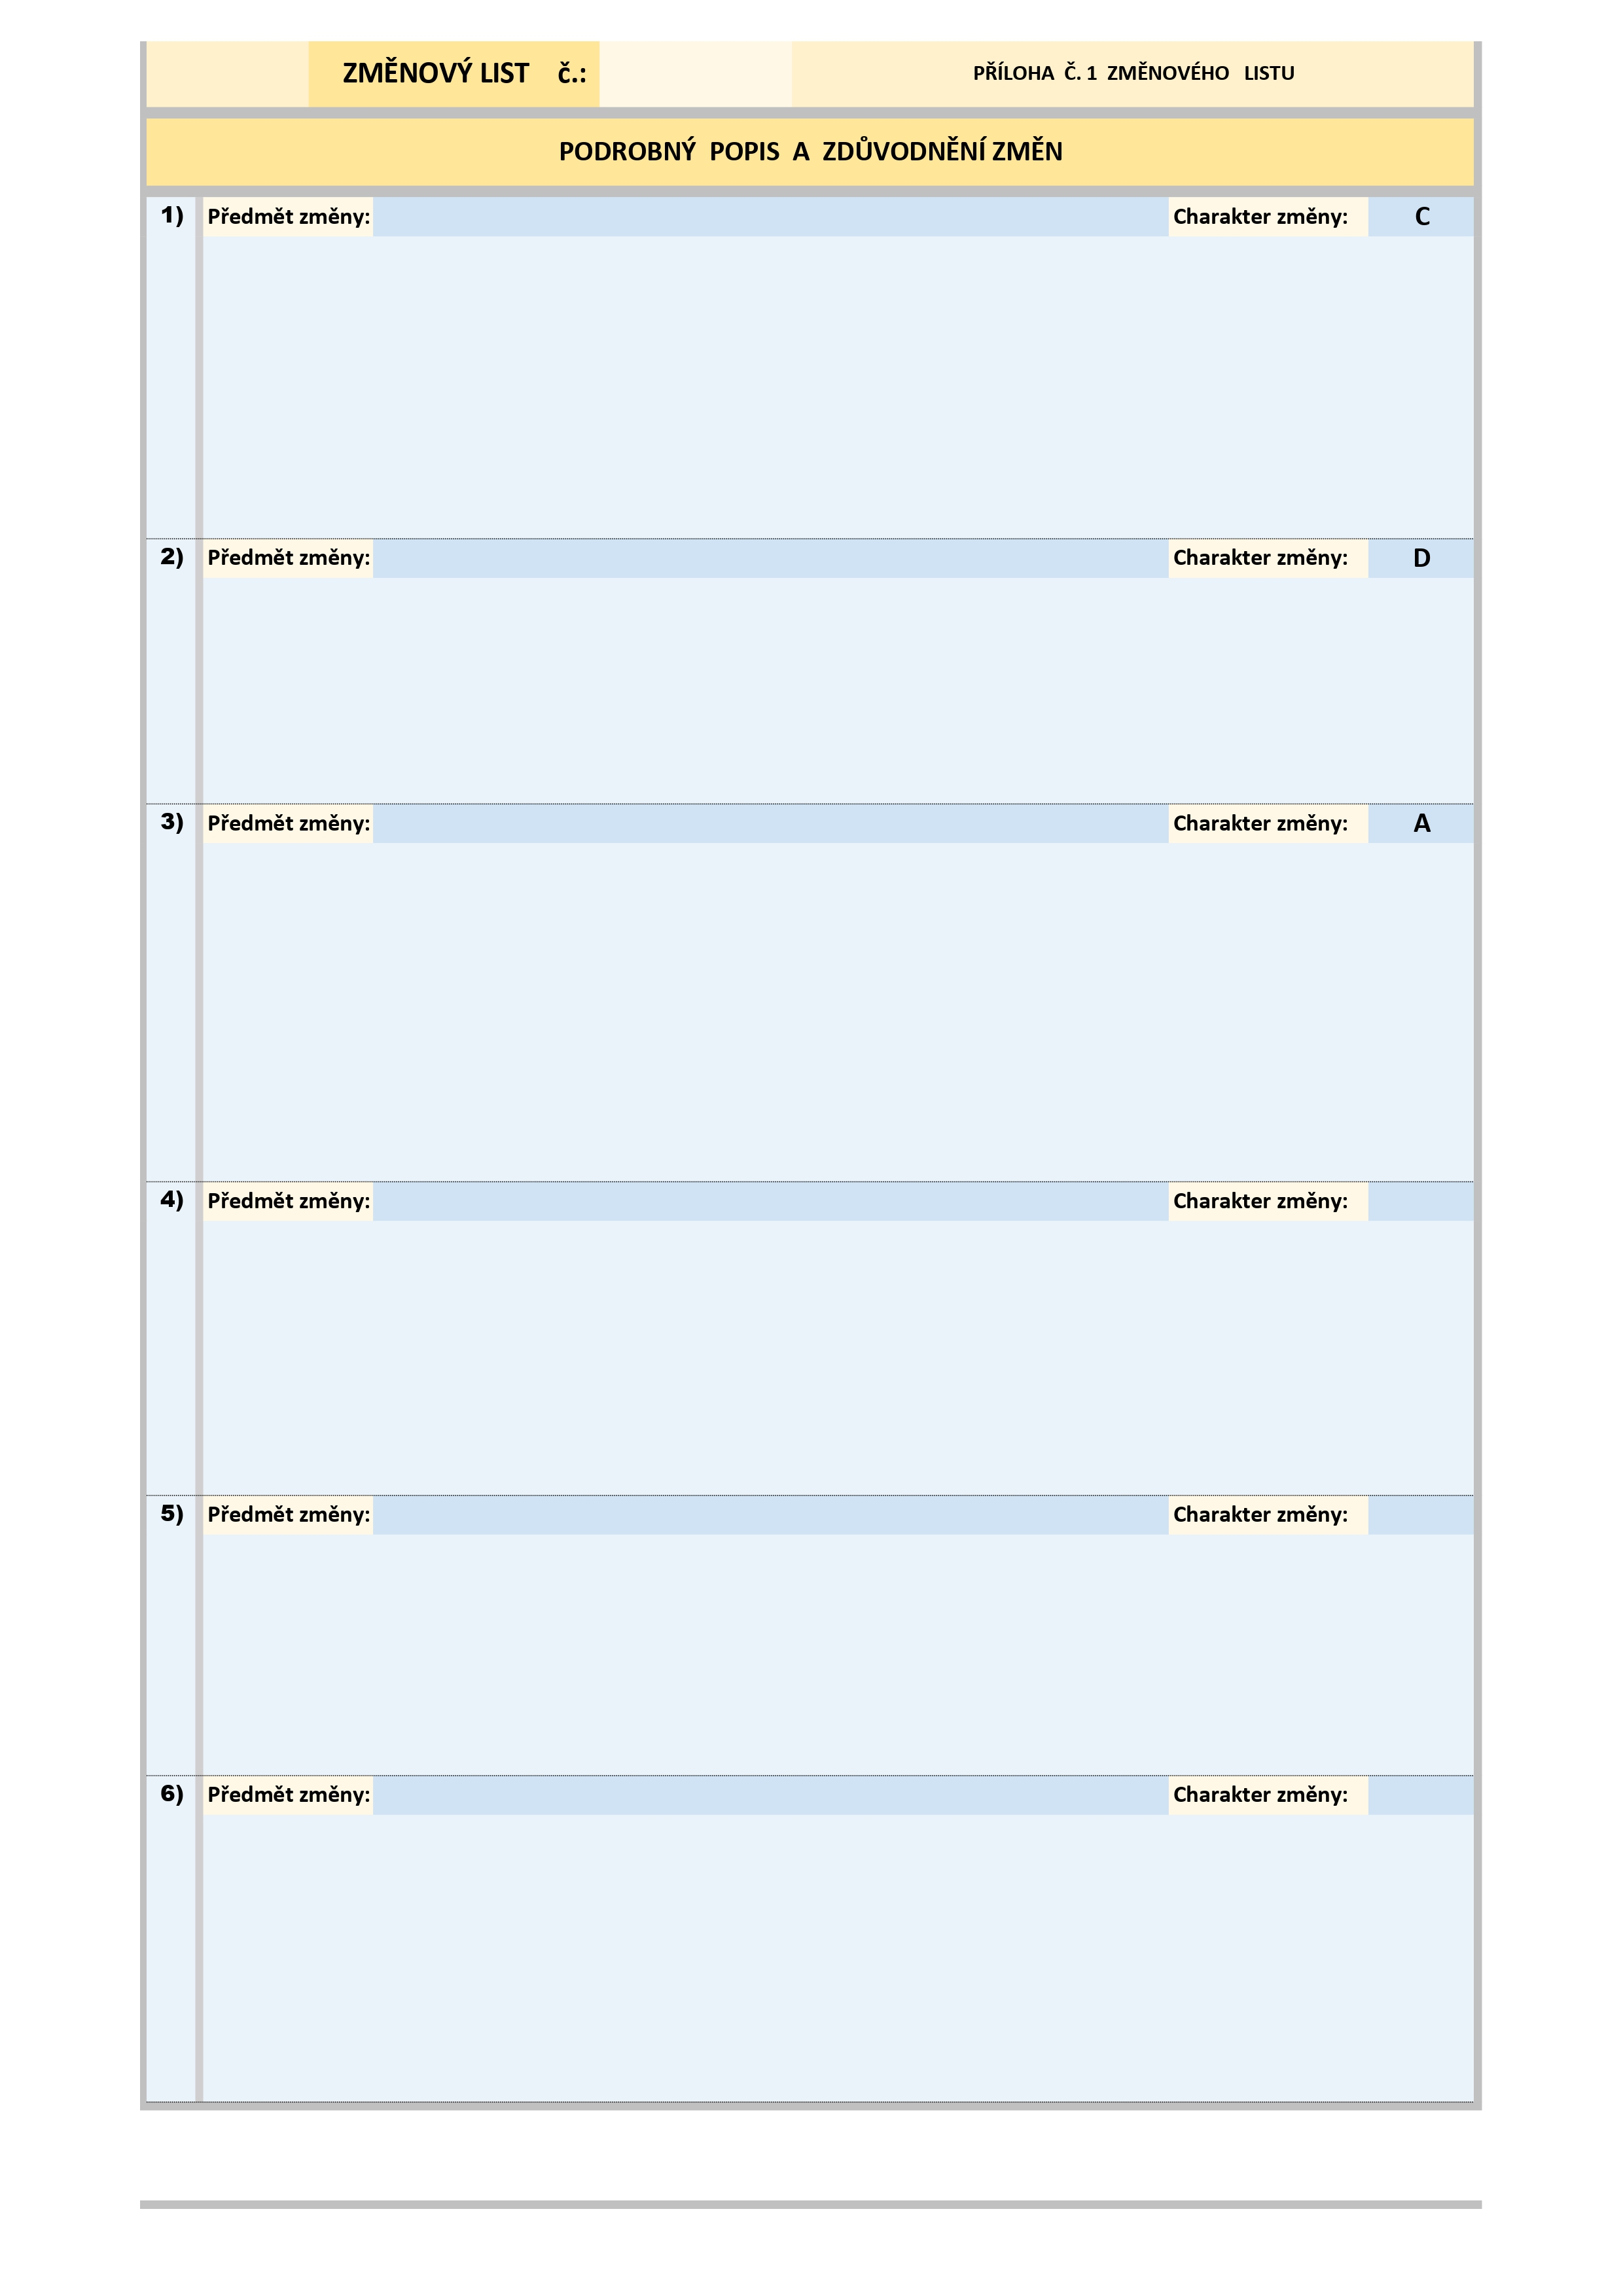 ZMĚNOVÝ LIST č.: PŘÍLOHA Č. 1 ZMĚNOVÉHO LISTU
PODROBNÝ POPIS A ZDŮVODNĚNÍ ZMĚN
1) Předmět změny: Charakter změny: C
2) Předmět změny: Charakter změny: D
3) Předmět změny: Charakter změny: A
4) Předmět změny: Charakter změny:
5) Předmět změny: Charakter změny:
6) Předmět změny: Charakter změny: